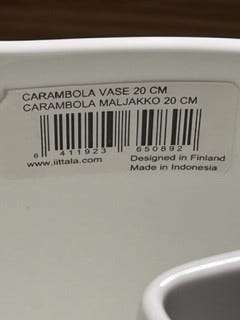 CARAMBOLA VASE 20 CM
CARAMBOLA MALJAKKO 20 CM
6 411923 650892
www.iittala.com Designed in Finland
Made in Indonesia